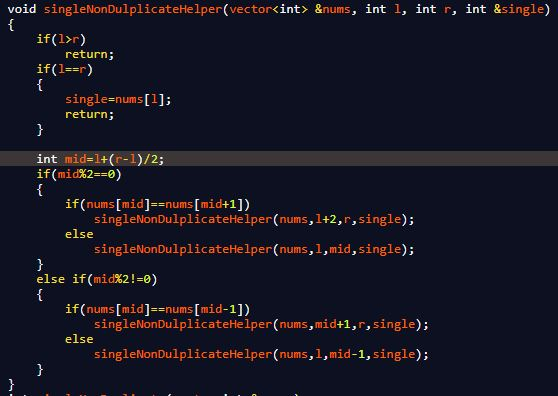 void singleNonDulplicateHelper(vector<int> &nums, int l, int r, int &single)
{
    if(l>r)
        return;
    if(l==r)
    {
        single=nums[l];
        return;
    }

    int mid=l+(r-l)/2;
    if(mid%2==0)
    {
        if(nums[mid]==nums[mid+1])
            singleNonDulplicateHelper(nums,l+2,r,single);
        else
            singleNonDulplicateHelper(nums,l,mid,single);
    }
    else if(mid%2!=0)
    {
        if(nums[mid]==nums[mid-1])
            singleNonDulplicateHelper(nums,mid+1,r,single);
        else
            singleNonDulplicateHelper(nums,l,mid-1,single);
    }
}